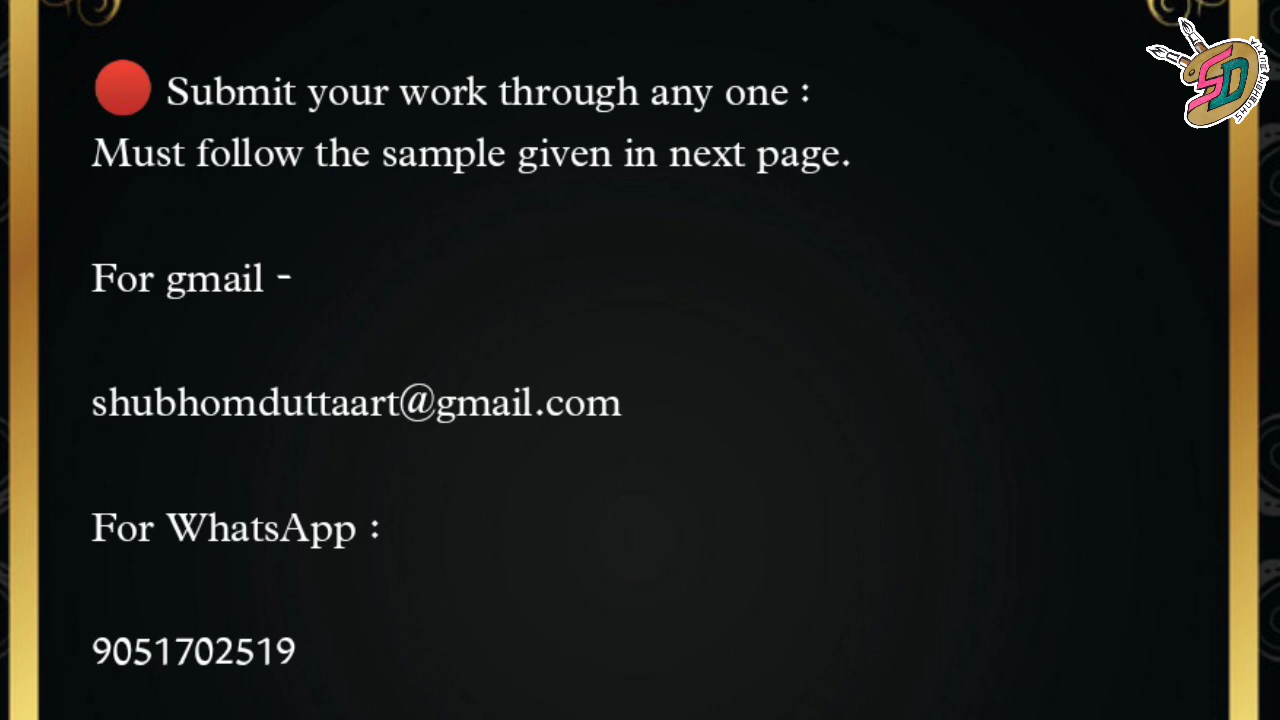 🔴 Submit your work through any one :
Must follow the sample given in next page.
For gmail -
shubhomduttaart@gmail.com
For WhatsApp :
9051702519
SD